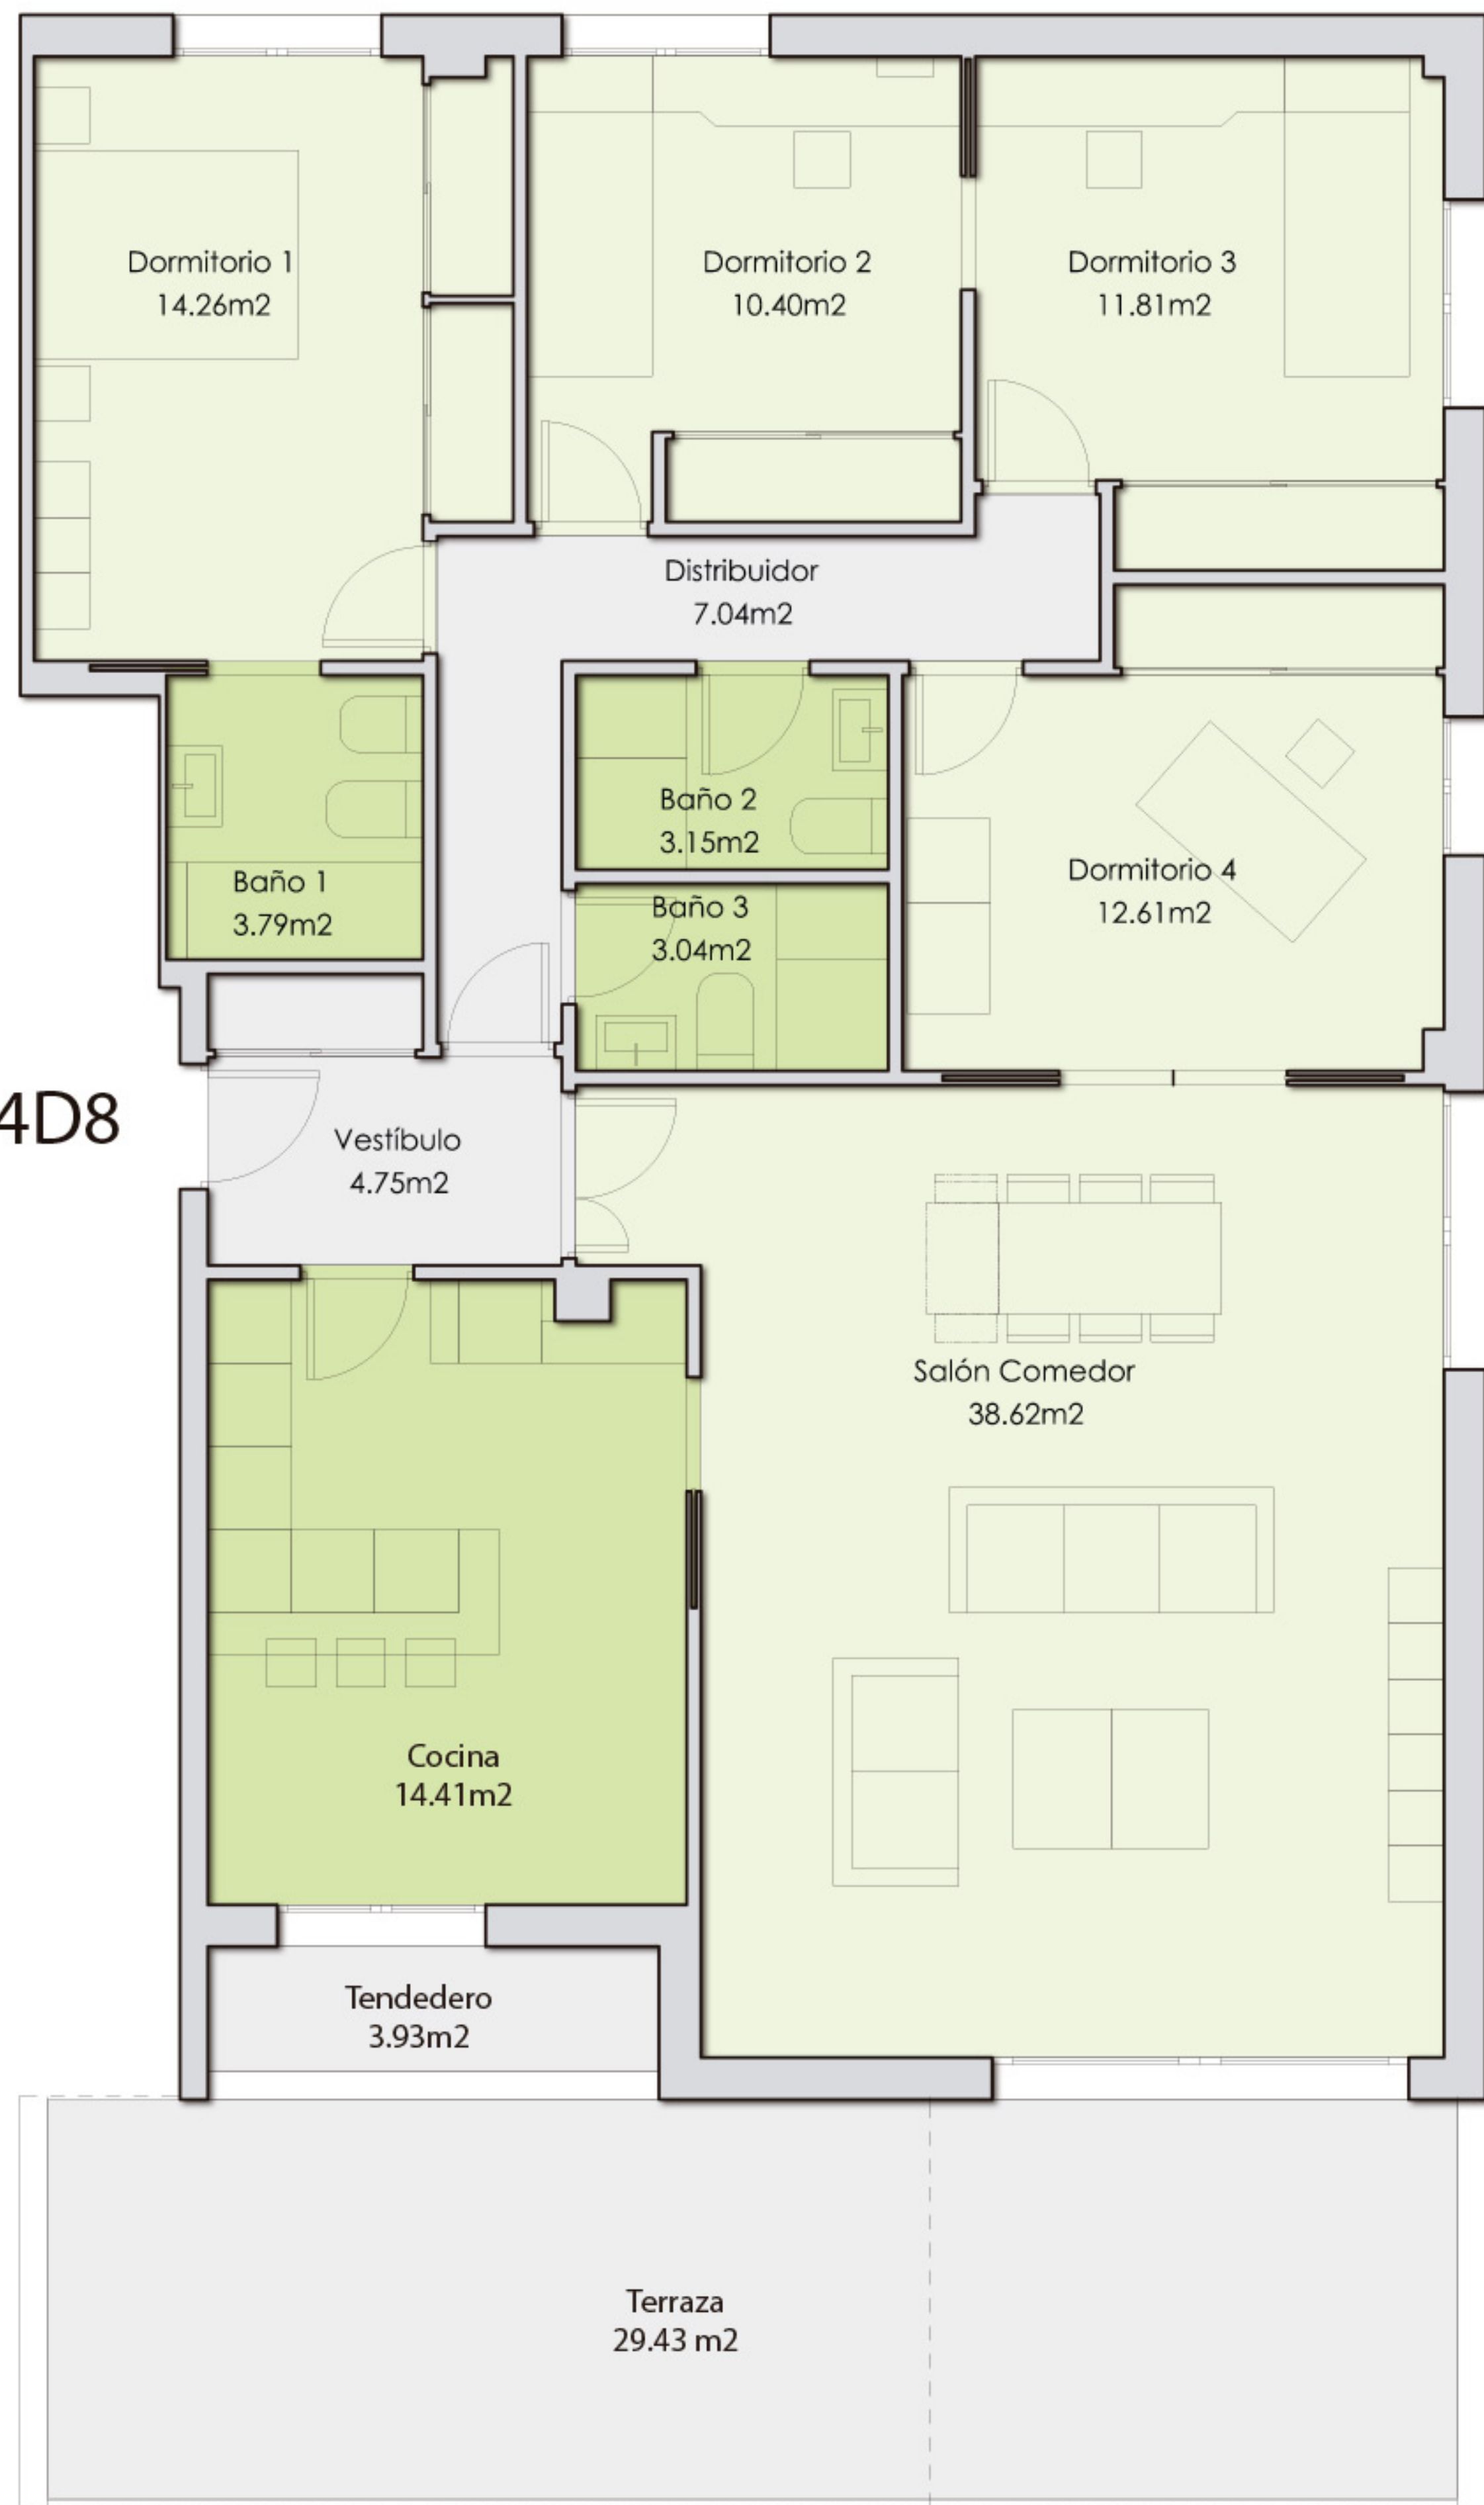 Dormitorio 1
14.26m2
Dormitorio 2
10.40m2
Dormitorio 3
11.81m2
Distribuidor
7.04m2
Baño 1
3.79m2
Baño 2
3.15m2
Baño 3
3.04m2
Dormitorio 4
12.61m2
4D8
Vestíbulo
4.75m2
Salón Comedor
38.62m2
Cocina
14.41m2
Tendedero
3.93m2
Terraza
29.43 m2